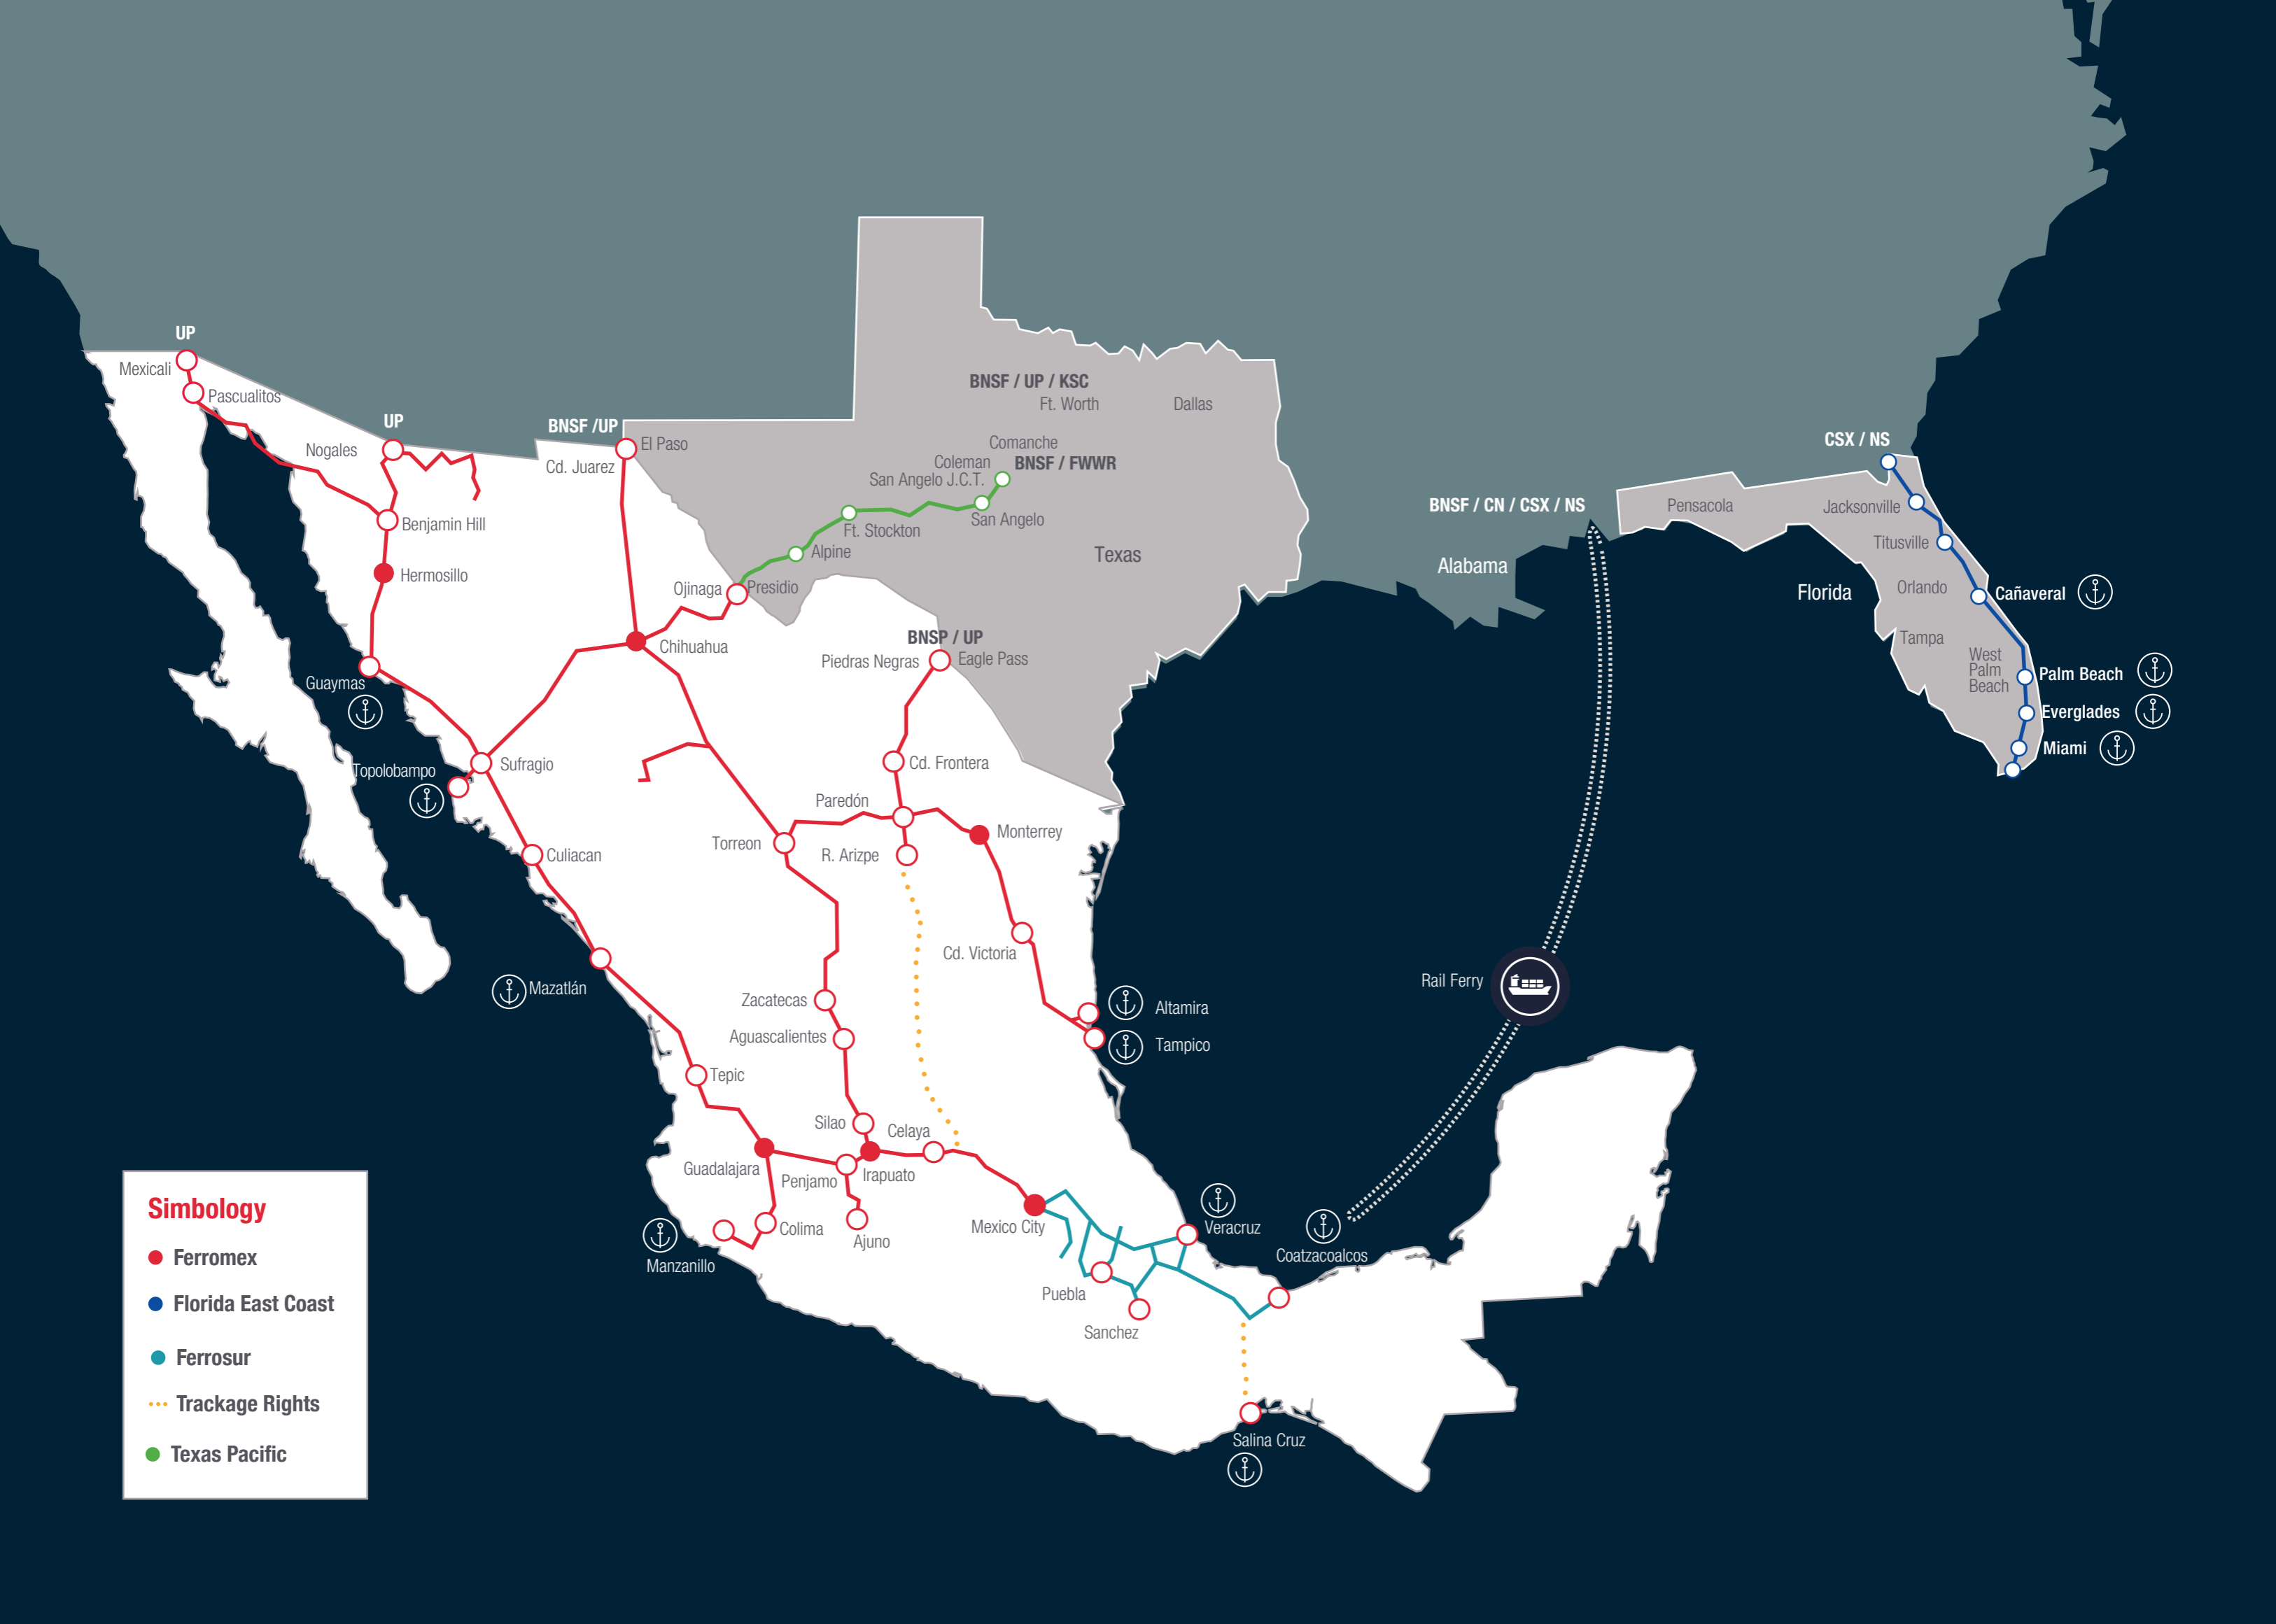 UP
Mexicali
Pascualitos
UP
Nogales
Benjamin Hill
Hermosillo
Guaymas
BNSF /UP
El Paso
Cd. Juarez
Ojinaga
Presidio
Chihuahua
Alpine
Ft. Stockton
San Angelo
San Angelo J.C.T.
Coleman
Comanche
BNSF / FWWR
BNSF / UP / KSC
Ft. Worth
Dallas
Texas
BNSP / UP
Piedras Negras
Eagle Pass
Cd. Frontera
Paredón
Monterrey
R. Arizpe
Torreon
Sufragio
Topolobampo
Culiacan
Mazatlán
Cd. Victoria
Zacatecas
Altamira
Aguascalientes
Tampico
Tepic
Silao
Celaya
Guadalajara
Penjamo
Irapuato
Colima
Ajuno
Manzanillo
Mexico City
Veracruz
Coatzacoalcos
Puebla
Sanchez
Salina Cruz
Rail Ferry
BNSF / CN / CSX / NS
Alabama
CSX / NS
Pensacola
Jacksonville
Titusville
Florida
Orlando
Cañaveral
Tampa
West
Palm
Beach
Palm Beach
Everglades
Miami
Simbology
Ferromex
Florida East Coast
Ferrosur
Trackage Rights
Texas Pacific